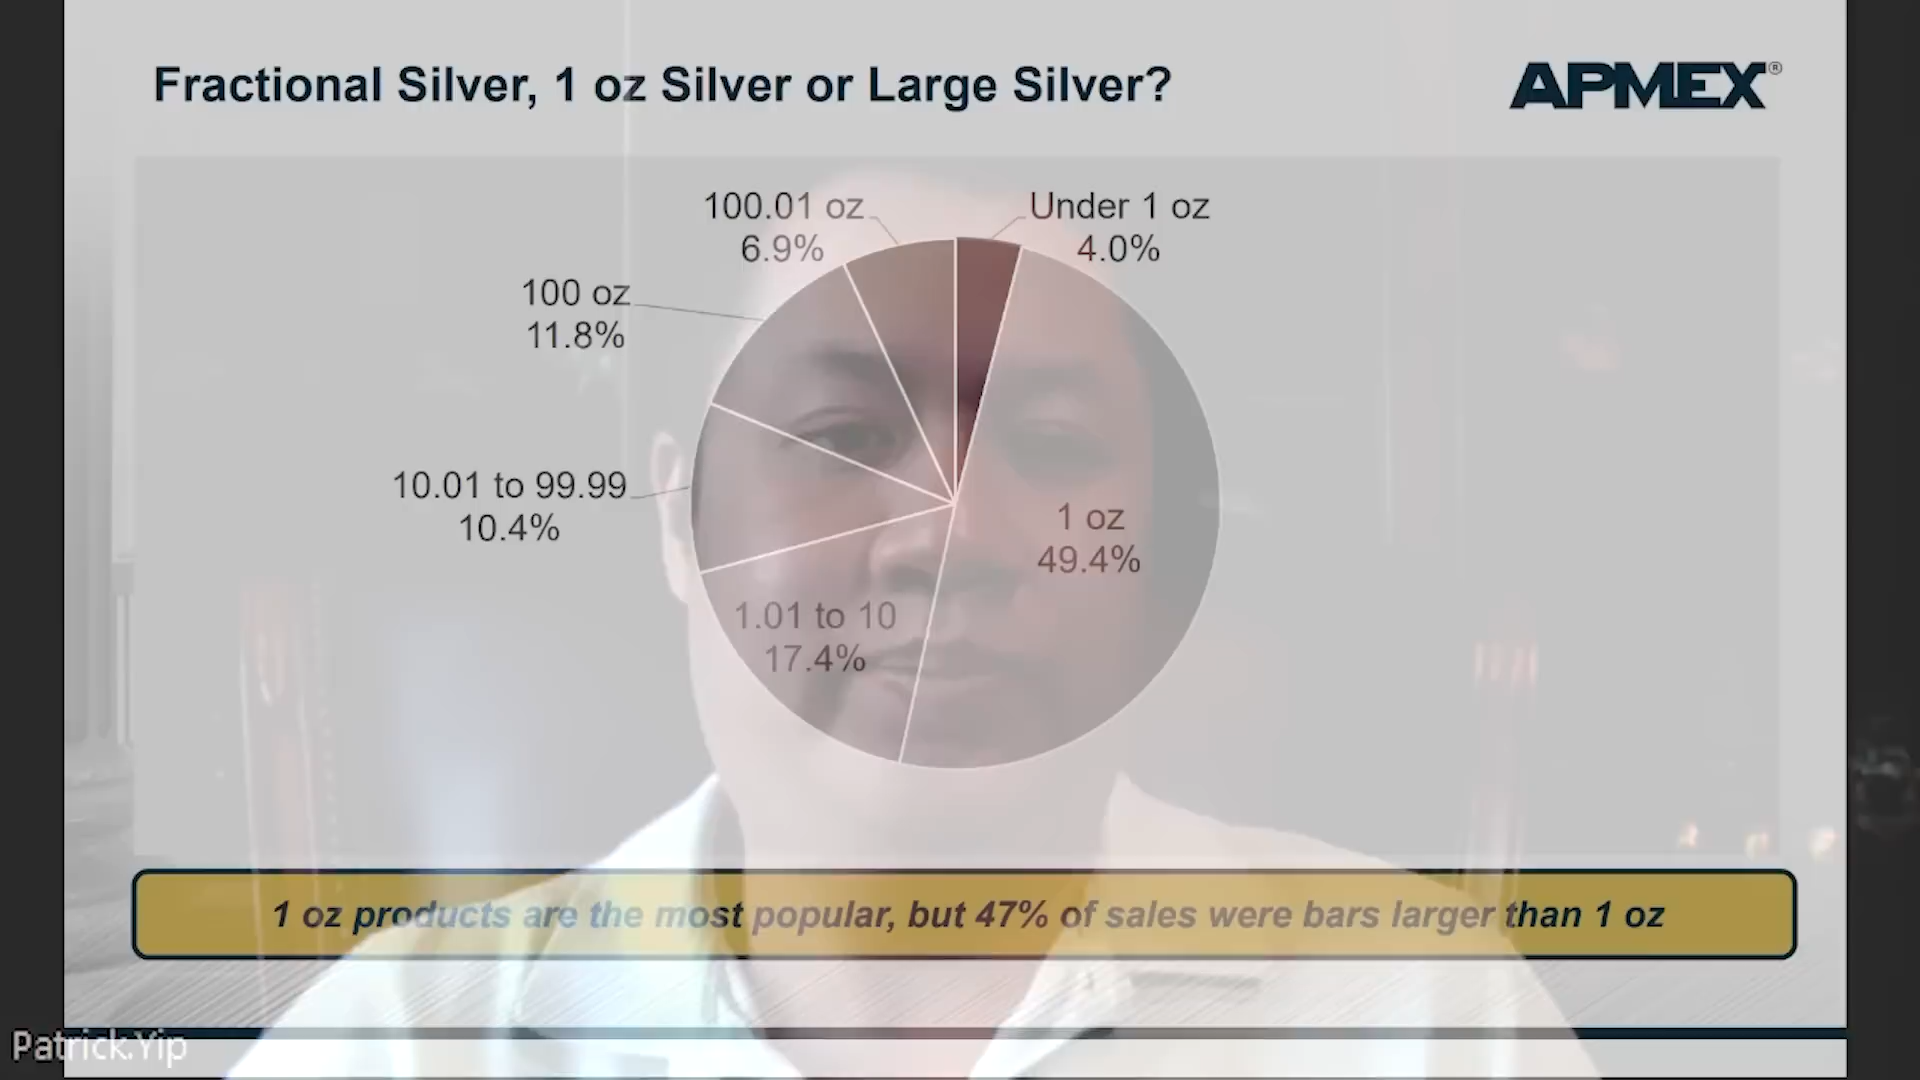 Fractional Silver, 1 oz Silver or Large Silver?
APMEX®
100.01 oz
6.9%
Under 1 oz
4.0%
100 oz
11.8%
10.01 to 99.99
10.4%
1 oz
49.4%
1.01 to 10
17.4%
1 oz products are the most popular, but 47% of sales were bars larger than 1 oz
Patrick.Yip